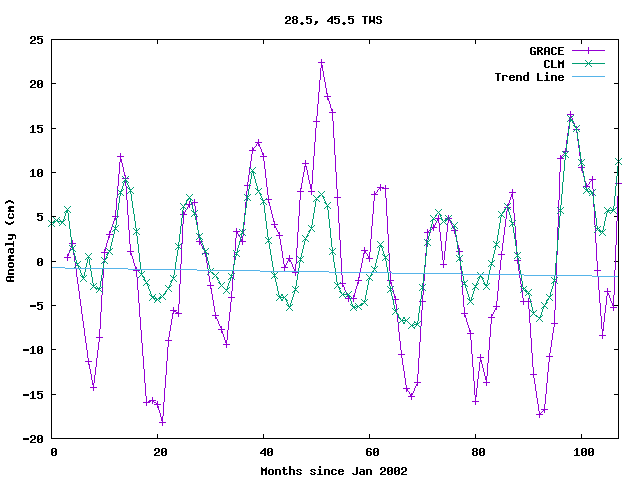 28.5, 45.5 TWS
GRACE
CLM
Trend Line
25
20
15
10
5
0
-5
-10
-15
-20
Anomaly (cm)
0 20 40 60 80 100
Months since Jan 2002